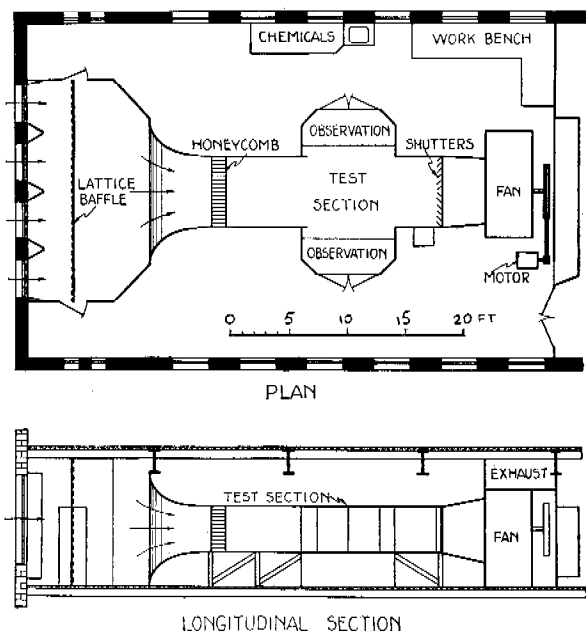 CHEMICALS
WORK BENCH
OBSERVATION
HONEYCOMB
SHUTTERS
LATTICE
BAFFLE
TEST
SECTION
FAN
OBSERVATION
MOTOR
0 5 10 15 20 FT
PLAN
EXHAUST
TEST SECTION
FAN
LONGITUDINAL SECTION